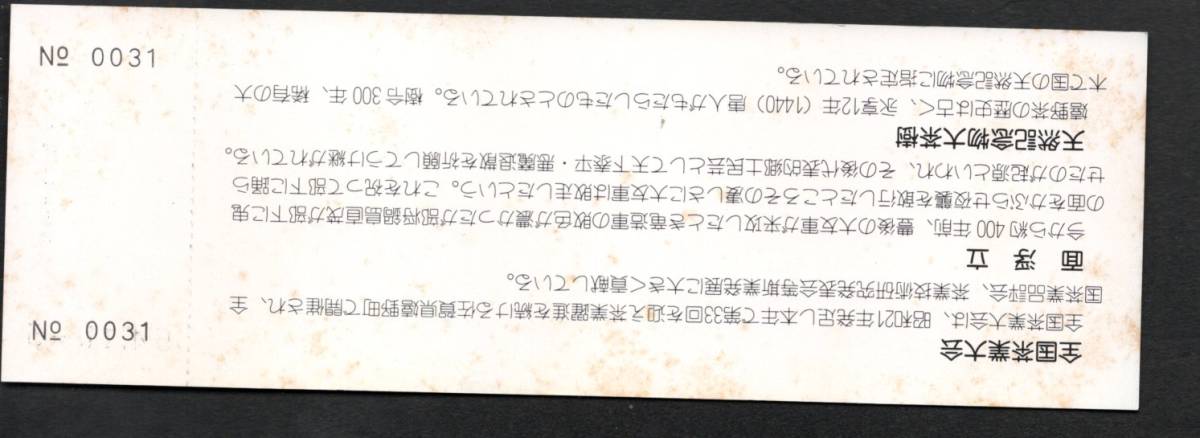 全国茶業大会
全国茶業大会は、昭和21年発足し本年で第33回を迎え茶業躍進を続ける佐賀県嬉野町で開催され、全
国茶業品評会、茶業技術研究発表会等斯業発展に大きく貢献している。
面浮立
今から約400年前、豊後の大友軍が来攻したとき竜造軍の敗色が濃かったが部将鍋島直茂が部下に鬼
の面をかぶらせ夜襲を敢行したところその凄しさに大友軍は敗走したという。これを祝って部下に踊ら
せたのが起源といわれ、その後代表的郷土民芸として天下泰平・悪魔退散を祈願してうけ継がれている。
天然記念物大茶樹
嬉野茶の歴史は古く、永享12年(1440)唐人がもたらしたものとされている。樹令300年、稀有の大
木で国の天然記念物に指定されている。
№ 0031
№ 0031